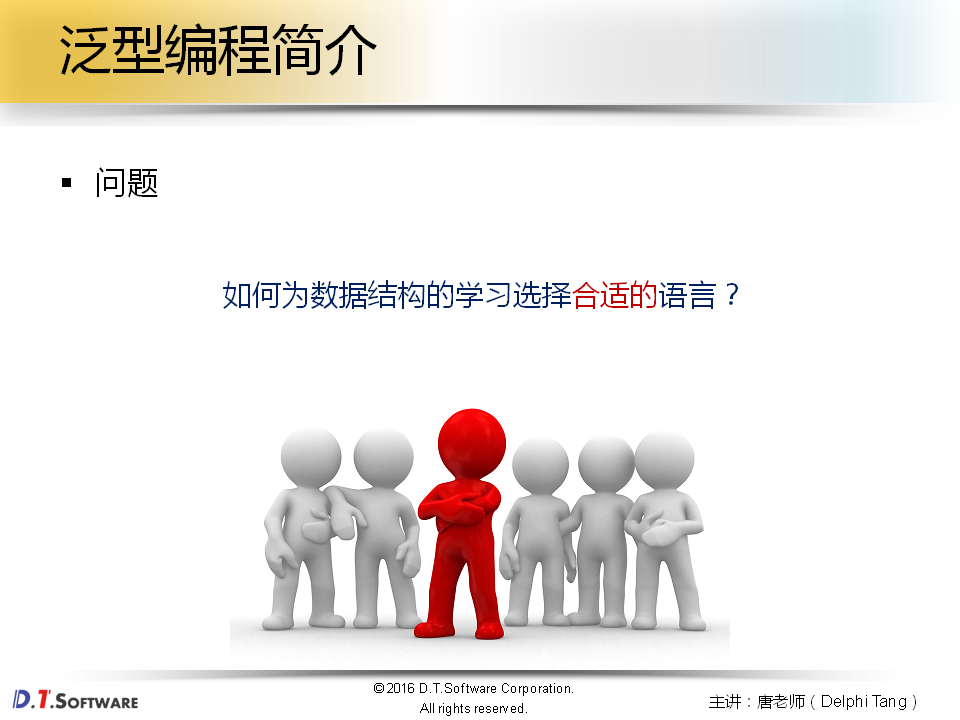 泛型编程简介
▪ 问题
如何为数据结构的学习选择合适的语言？
D.T.SOFTWARE
©2016 D.T.Software Corporation.
All rights reserved.
主讲：唐老师（Delphi Tang）